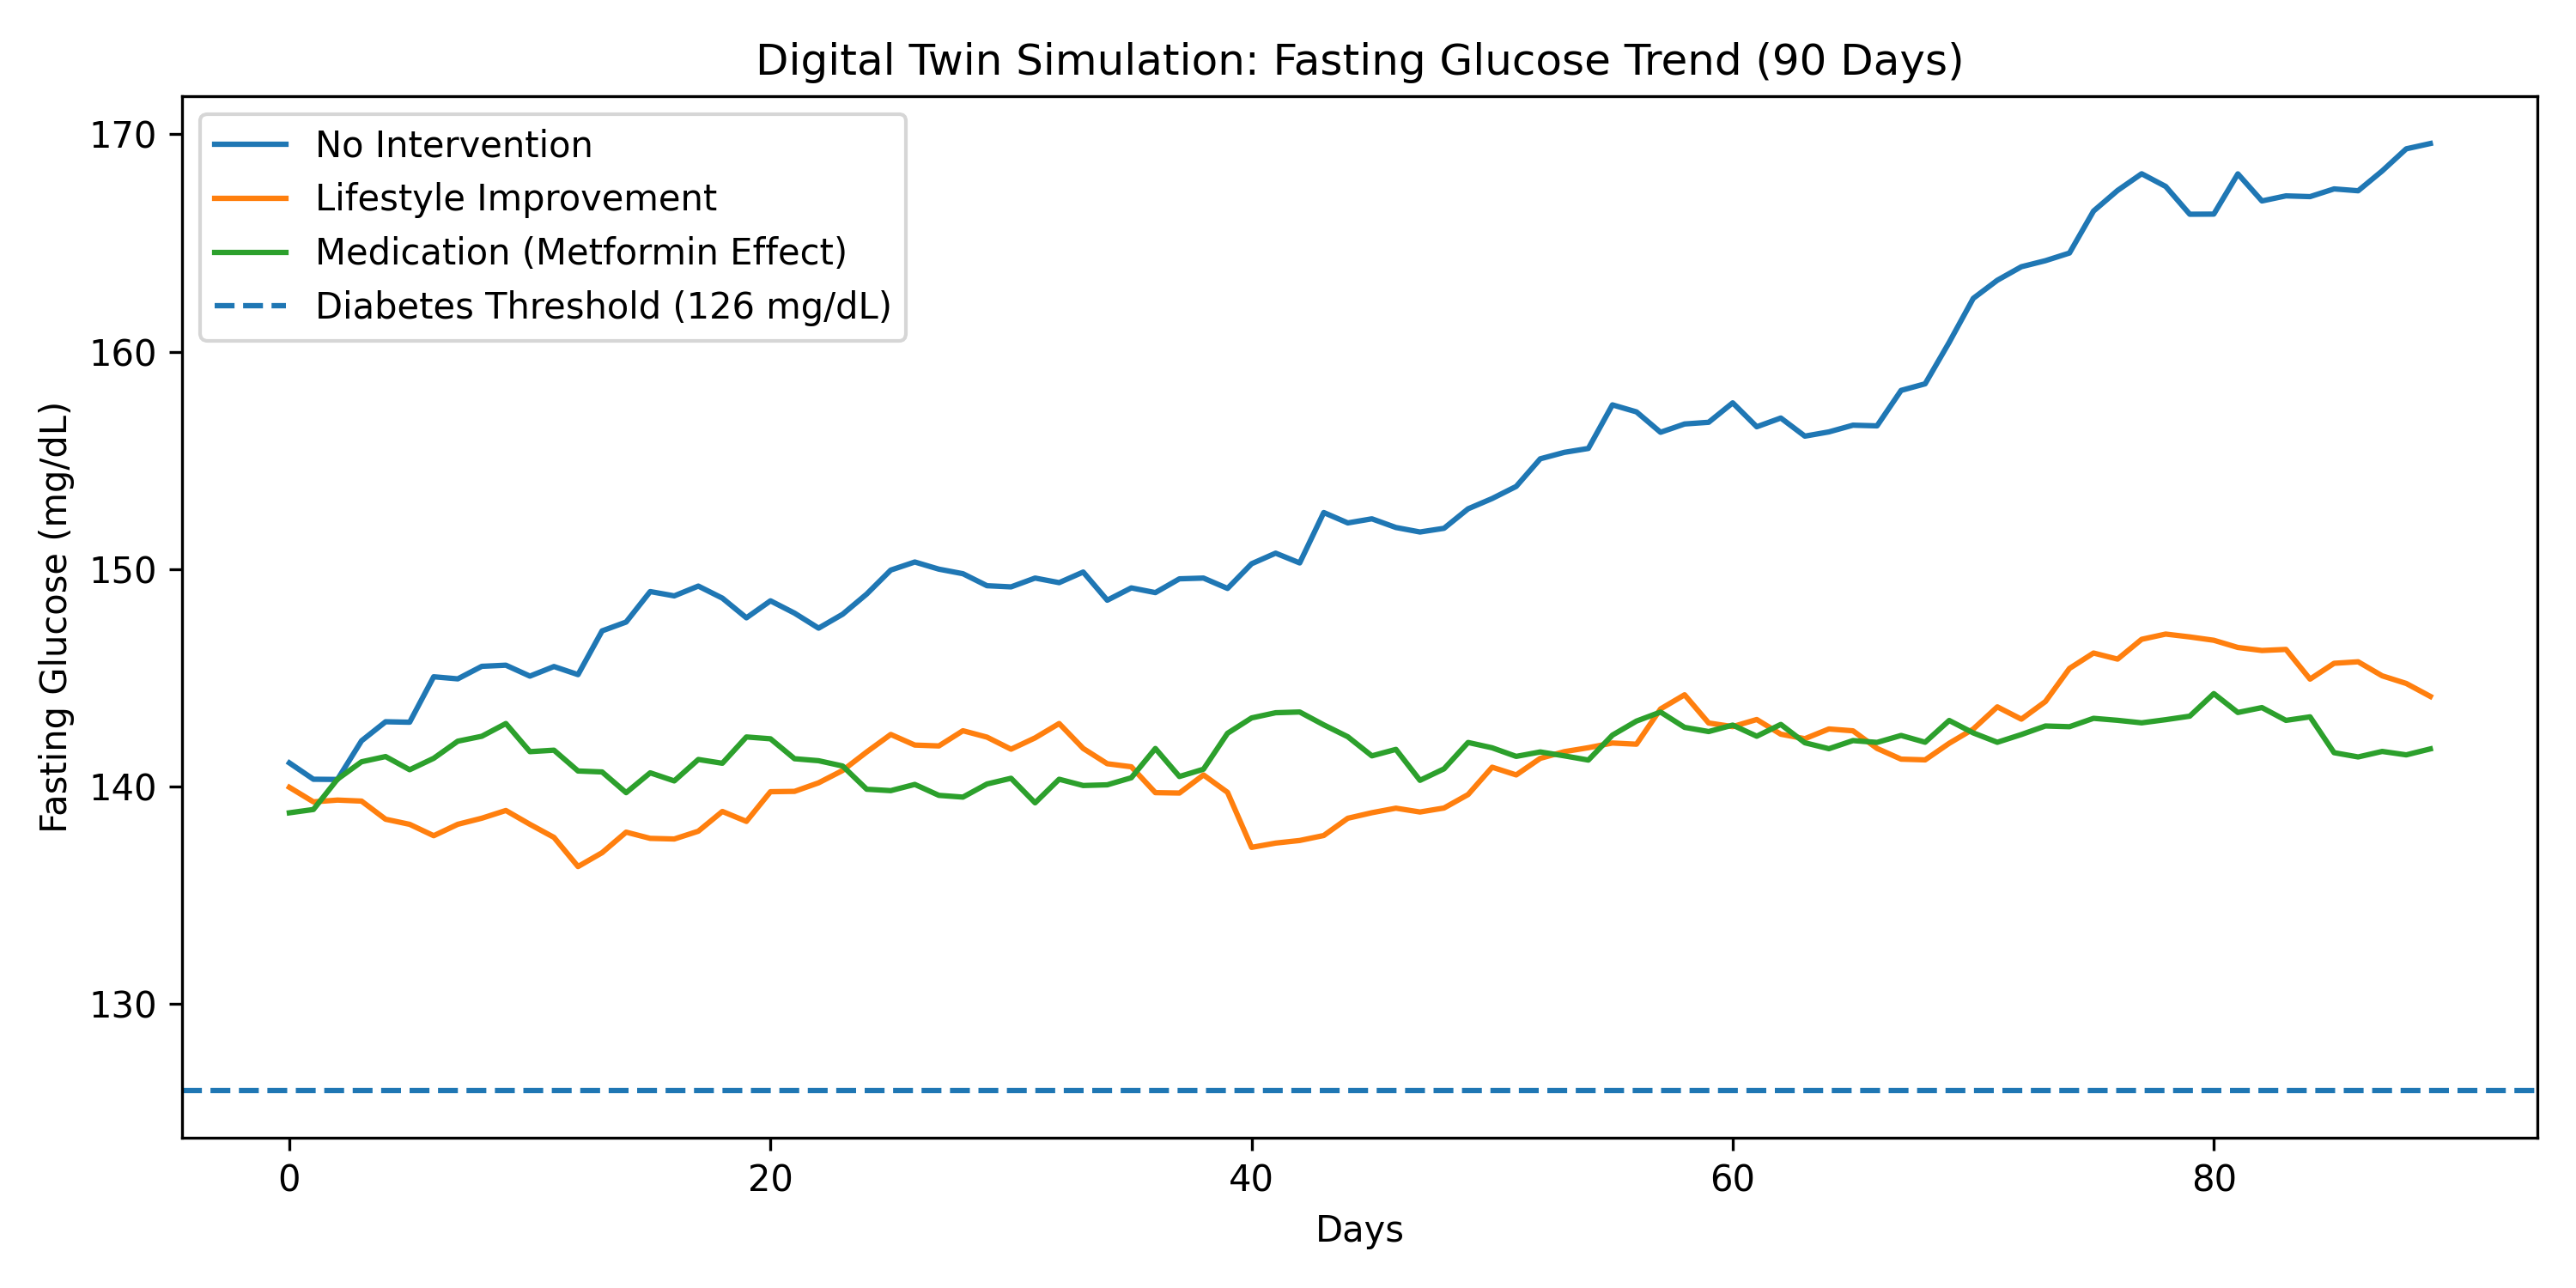 Digital Twin Simulation: Fasting Glucose Trend (90 Days)
No Intervention
Lifestyle Improvement
Medication (Metformin Effect)
Diabetes Threshold (126 mg/dL)
Fasting Glucose (mg/dL)
170
160
150
140
130
0 20 40 60 80
Days